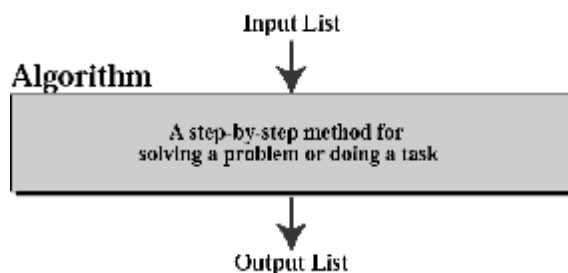 Input List
Algorithm
A step-by-step method for
solving a problem or doing a task
Output List